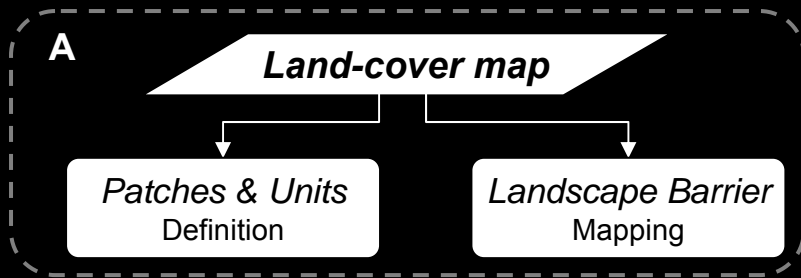 A
Land-cover map
Patches & Units
Definition
Landscape Barrier
Mapping